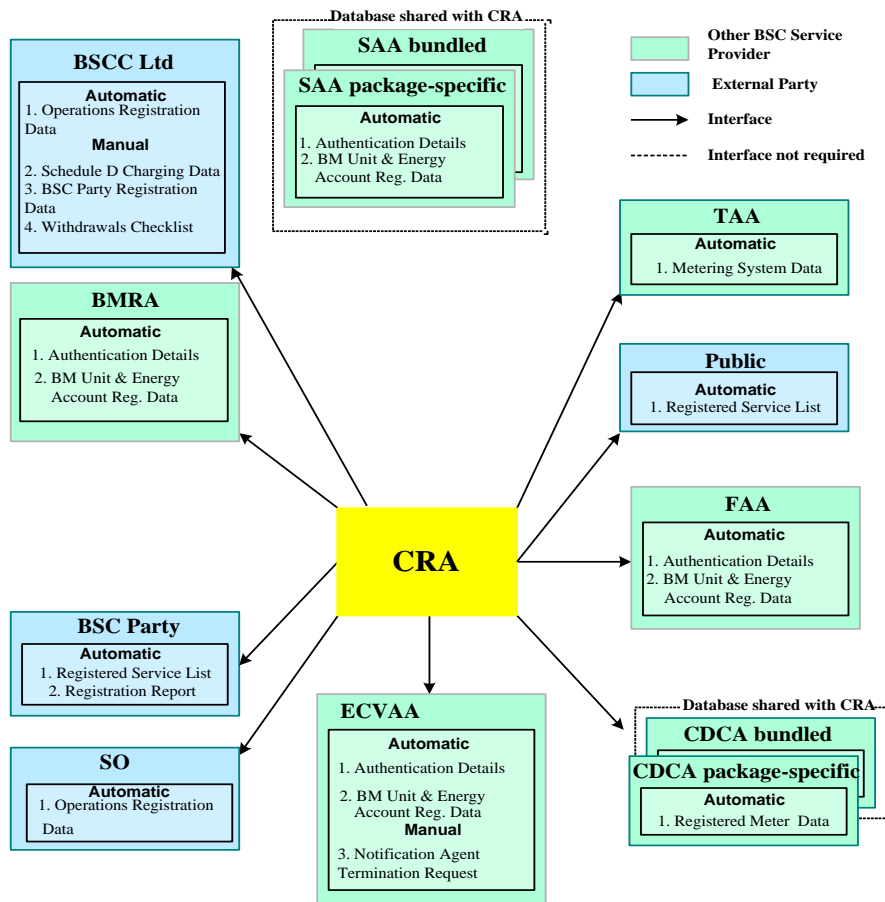 Database shared with CRA
SAA bundled
SAA package-specific
Automatic
1. Authentication Details
2. BM Unit & Energy
Account Reg. Data
BSCC Ltd
Automatic
1. Operations Registration
Data
Manual
2. Schedule D Charging Data
3. BSC Party Registration
Data
4. Withdrawals Checklist
Other BSC Service
Provider
External Party
Interface
Interface not required
TAA
Automatic
1. Metering System Data
BMRA
Automatic
1. Authentication Details
2. BM Unit & Energy
Account Reg. Data
Public
Automatic
1. Registered Service List
CRA
FAA
Automatic
1. Authentication Details
2. BM Unit & Energy
Account Reg. Data
BSC Party
Automatic
1. Registered Service List
2. Registration Report
SO
Automatic
1. Operations Registration
Data
ECVAA
Automatic
1. Authentication Details
2. BM Unit & Energy
Account Reg. Data
Manual
3. Notification Agent
Termination Request
Database shared with CRA
CDCA bundled
CDCA package-specific
Automatic
1. Registered Meter Data